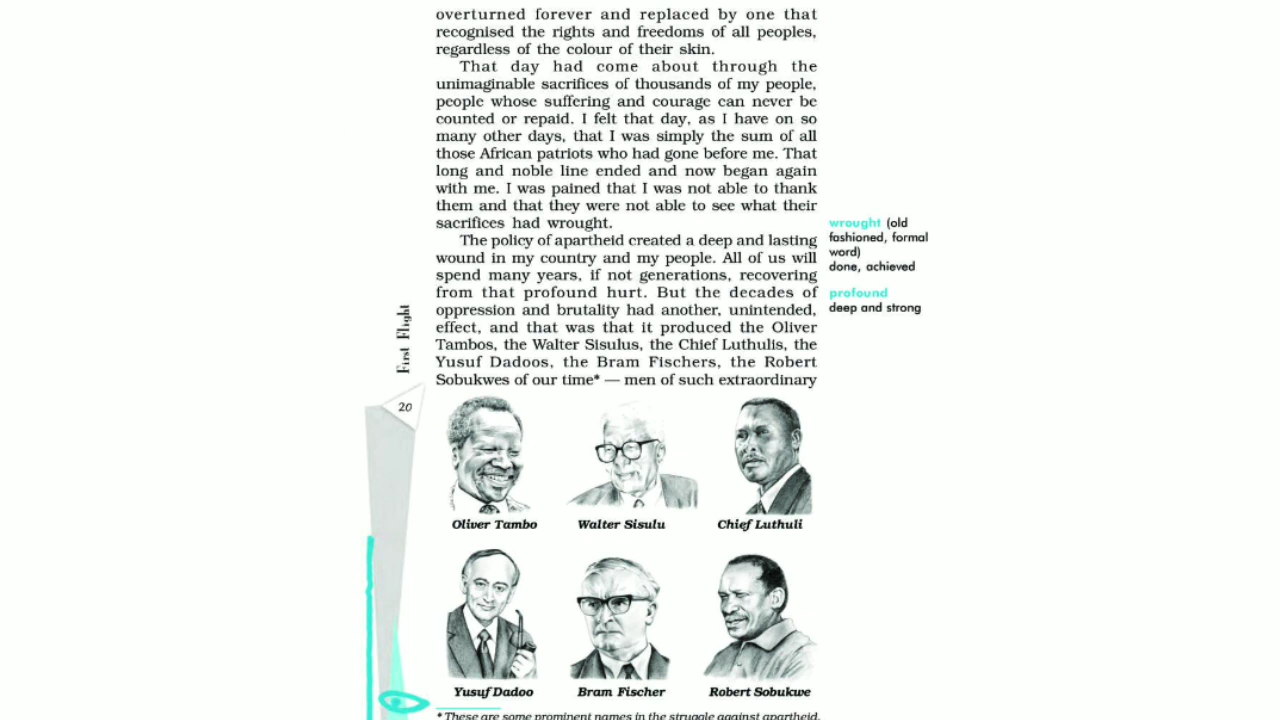 overturned forever and replaced by one that
recognised the rights and freedoms of all peoples,
regardless of the colour of their skin.
That day had come about through the
unimaginable sacrifices of thousands of my people,
people whose suffering and courage can never be
counted or repaid. I felt that day, as I have on so
many other days, that I was simply the sum of all
those African patriots who had gone before me. That
long and noble line ended and now began again
with me. I was pained that I was not able to thank
them and that they were not able to see what their
sacrifices had wrought.
The policy of apartheid created a deep and lasting
wound in my country and my people. All of us will
spend many years, if not generations, recovering
from that profound hurt. But the decades of
oppression and brutality had another, unintended,
effect, and that was that it produced the Oliver
Tambos, the Walter Sisulus, the Chief Luthulis, the
Yusuf Dadoos, the Bram Fischers, the Robert
Sobukwes of our time* — men of such extraordinary
wrought (old
fashioned, formal
word)
done, achieved
profound
deep and strong
First Flight
20
Oliver Tambo
Walter Sisulu
Chief Luthuli
Yusuf Dadoo
Bram Fischer
Robert Sobukwe
* These are some prominent names in the struggle against apartheid.